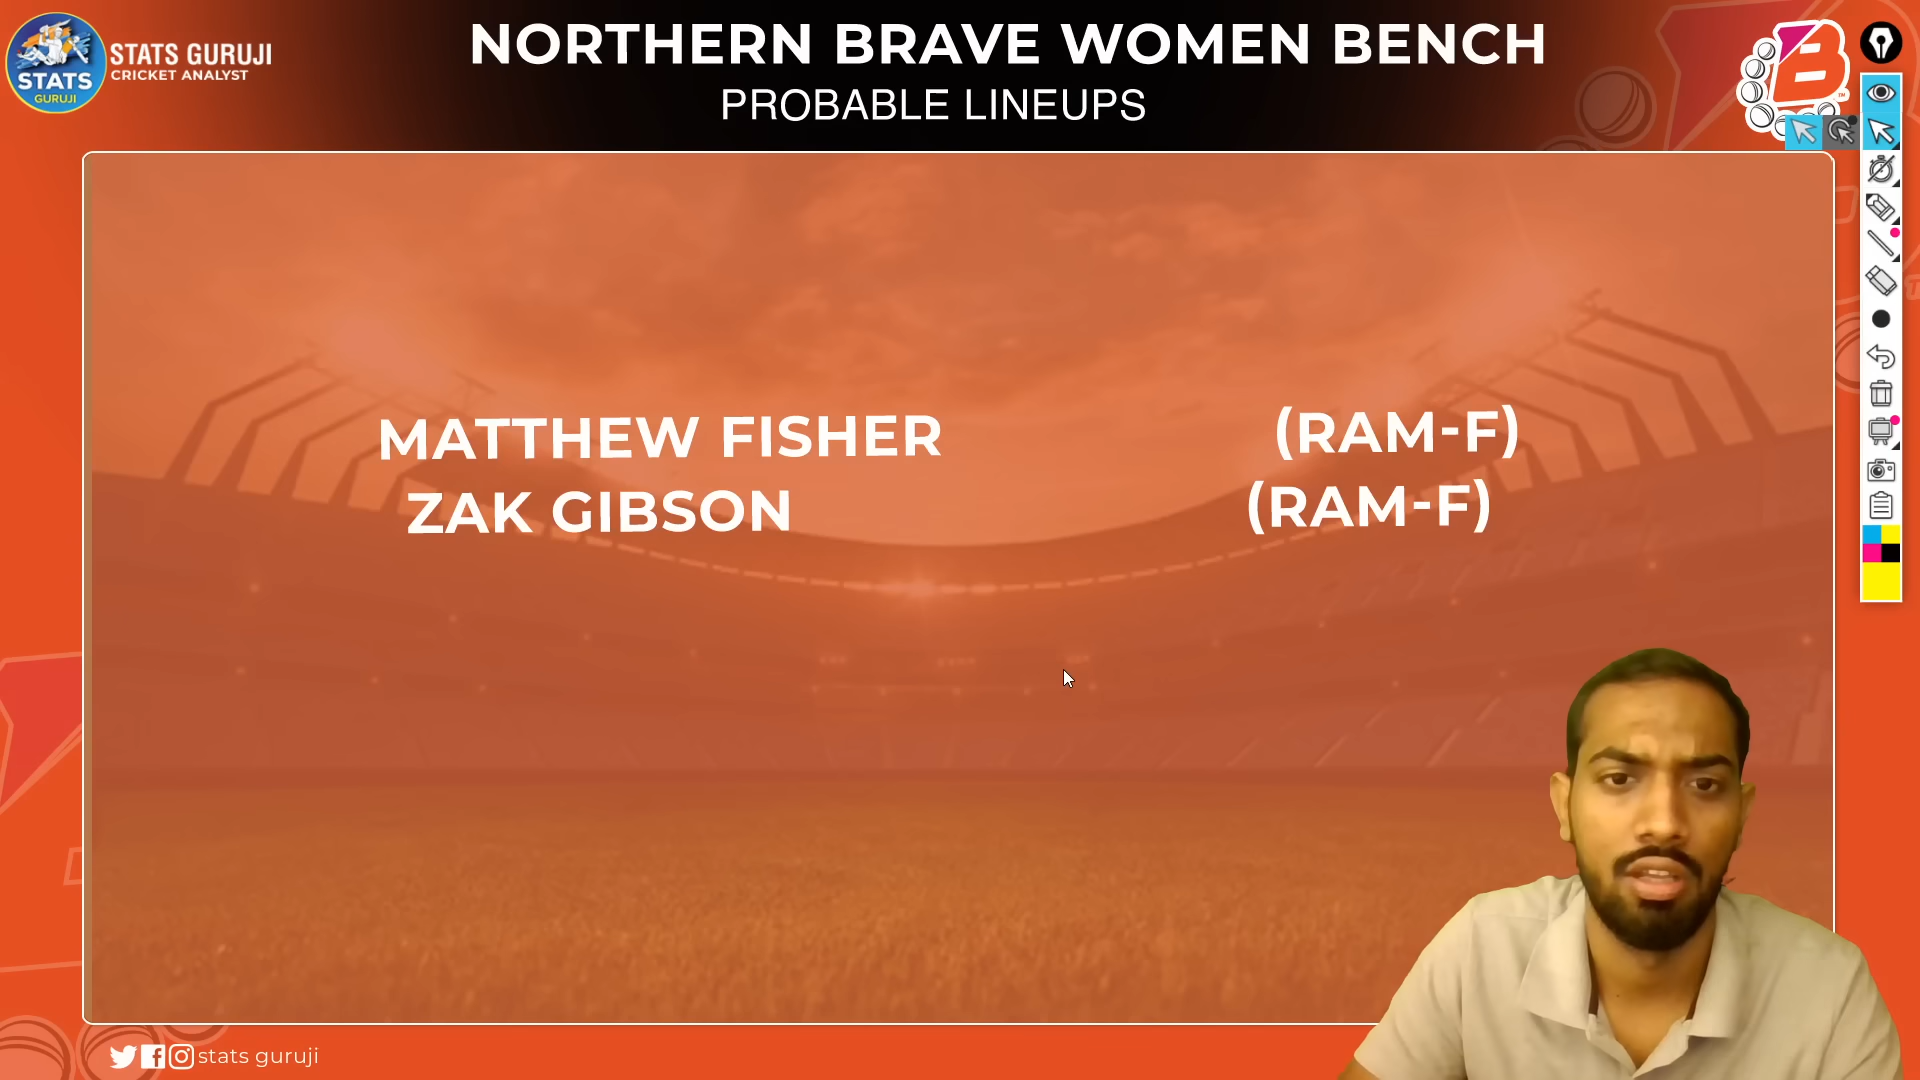 STATS GURUJI
CRICKET ANALYST
STATS
GURUJI
NORTHERN BRAVE WOMEN BENCH
PROBABLE LINEUPS
B
MATTHEW FISHER (RAM-F)
ZAK GIBSON (RAM-F)
stats guruji